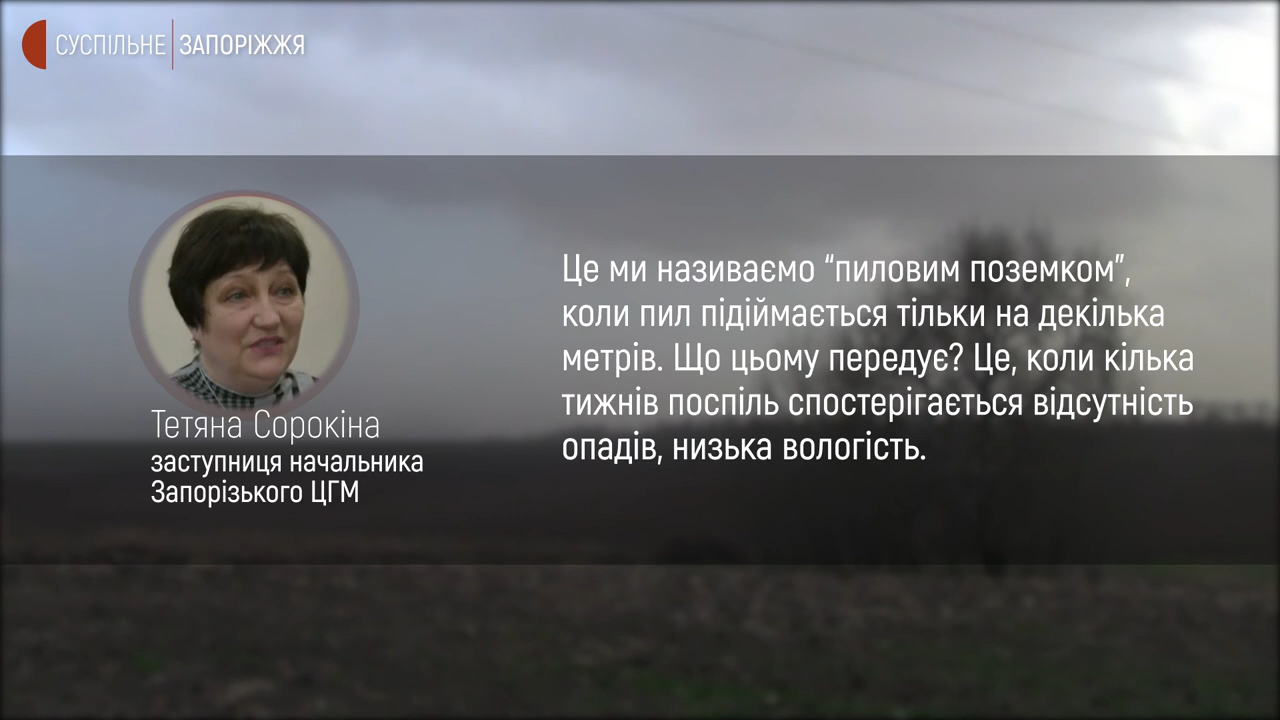 СУСПІЛЬНЕ ЗАПОРІЖЖЯ
Тетяна Сорокіна
заступниця начальника
Запорізького ЦГМ
Це ми називаємо “пиловим поземком”,
коли пил підіймається тільки на декілька
метрів. Що цьому передує? Це, коли кілька
тижнів поспіль спостерігається відсутність
опадів, низька вологість.